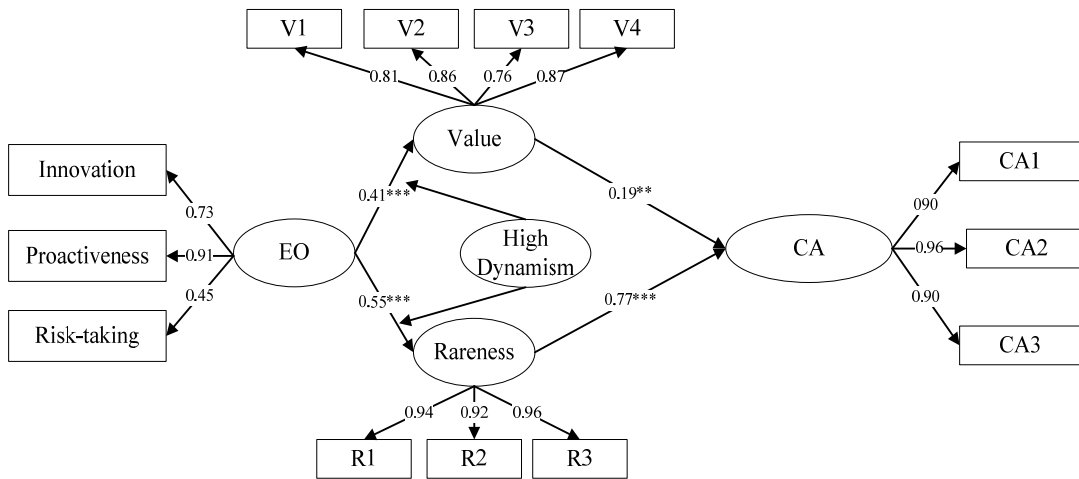 V1
V2
V3
V4
0.81
0.86
0.76
0.87
Value
Innovation
Proactiveness
Risk-taking
0.73
0.91
0.45
EO
0.41***
0.55***
High
Dynamism
0.19**
0.77***
CA
090
0.96
0.90
CA1
CA2
CA3
Rareness
0.94
0.92
0.96
R1
R2
R3